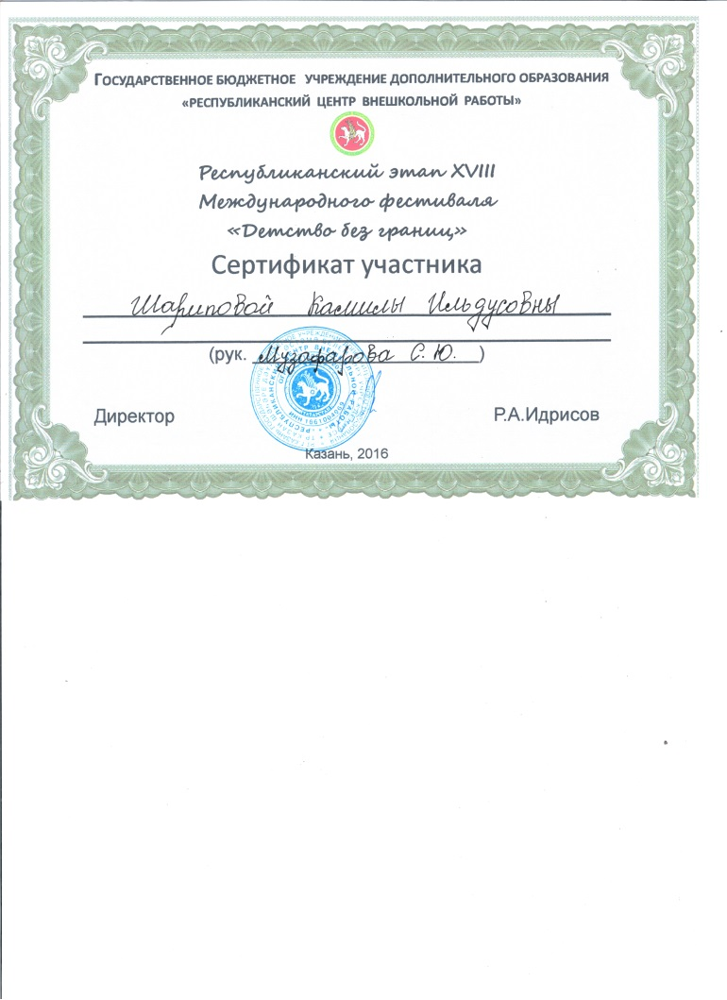 ГОСУДАРСТВЕННОЕ БЮДЖЕТНОЕ УЧРЕЖДЕНИЕ ДОПОЛНИТЕЛЬНОГО ОБРАЗОВАНИЯ
«РЕСПУБЛИКАНСКИЙ ЦЕНТР ВНЕШКОЛЬНОЙ РАБОТЫ»
Республиканский этап XVIII
Международного фестиваля
«Детство без границ»
Сертификат участника
Шариповой Камилы Ильдусовны
(рук. Музафарова С.Ю. )
Директор Р.А.Идрисов
Казань, 2016